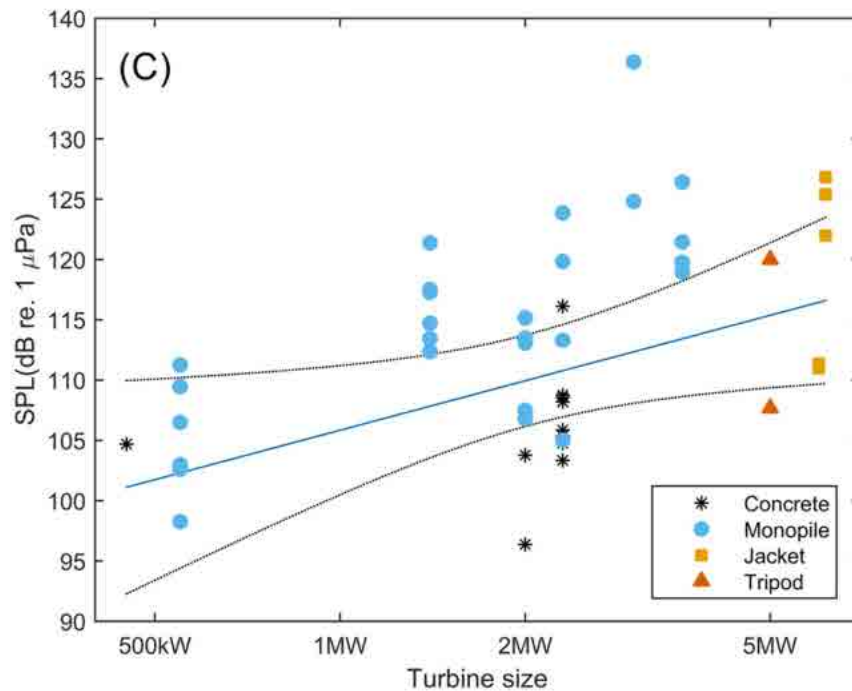 (C)
SPL(dB re. 1 μPa)
140
135
130
125
120
115
110
105
100
95
90
500kW 1MW 2MW 5MW
Turbine size
Concrete
Monopile
Jacket
Tripod